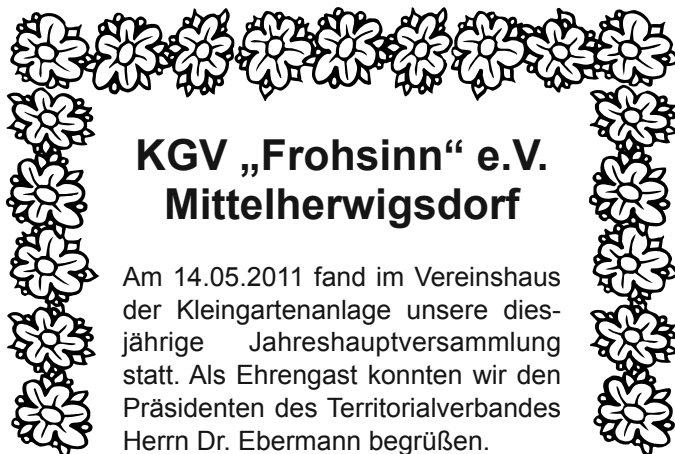 KGV „Frohsinn“ e.V.
Mittelherwigsdorf
Am 14.05.2011 fand im Vereinshaus
der Kleingartenanlage unsere dies-
jährige Jahreshauptversammlung
statt. Als Ehrengast konnten wir den
Präsidenten des Territorialverbandes
Herrn Dr. Ebermann begrüßen.